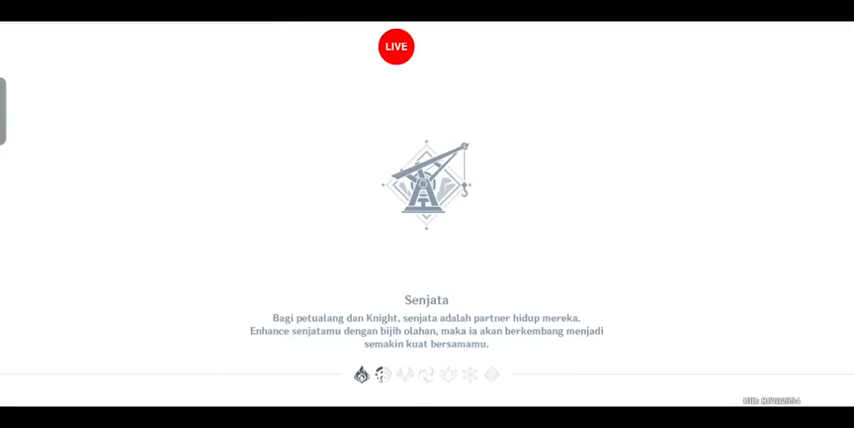 LIVE
Senjata
Bagi petualang dan Knight, senjata adalah partner hidup mereka.
Enhance senjatamu dengan bijih olahan, maka ia akan berkembang menjadi
semakin kuat bersamamu.
UID: